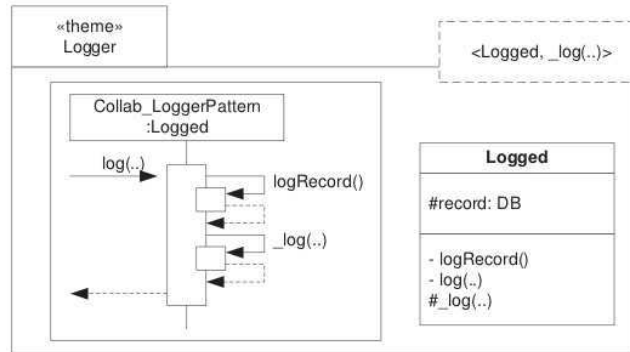 «theme»
Logger
<Logged, _log(..)>
Collab_LoggerPattern
:Logged
log(..)
logRecord()
_log(..)
Logged
#record: DB
- logRecord()
- log(..)
#_log(..)